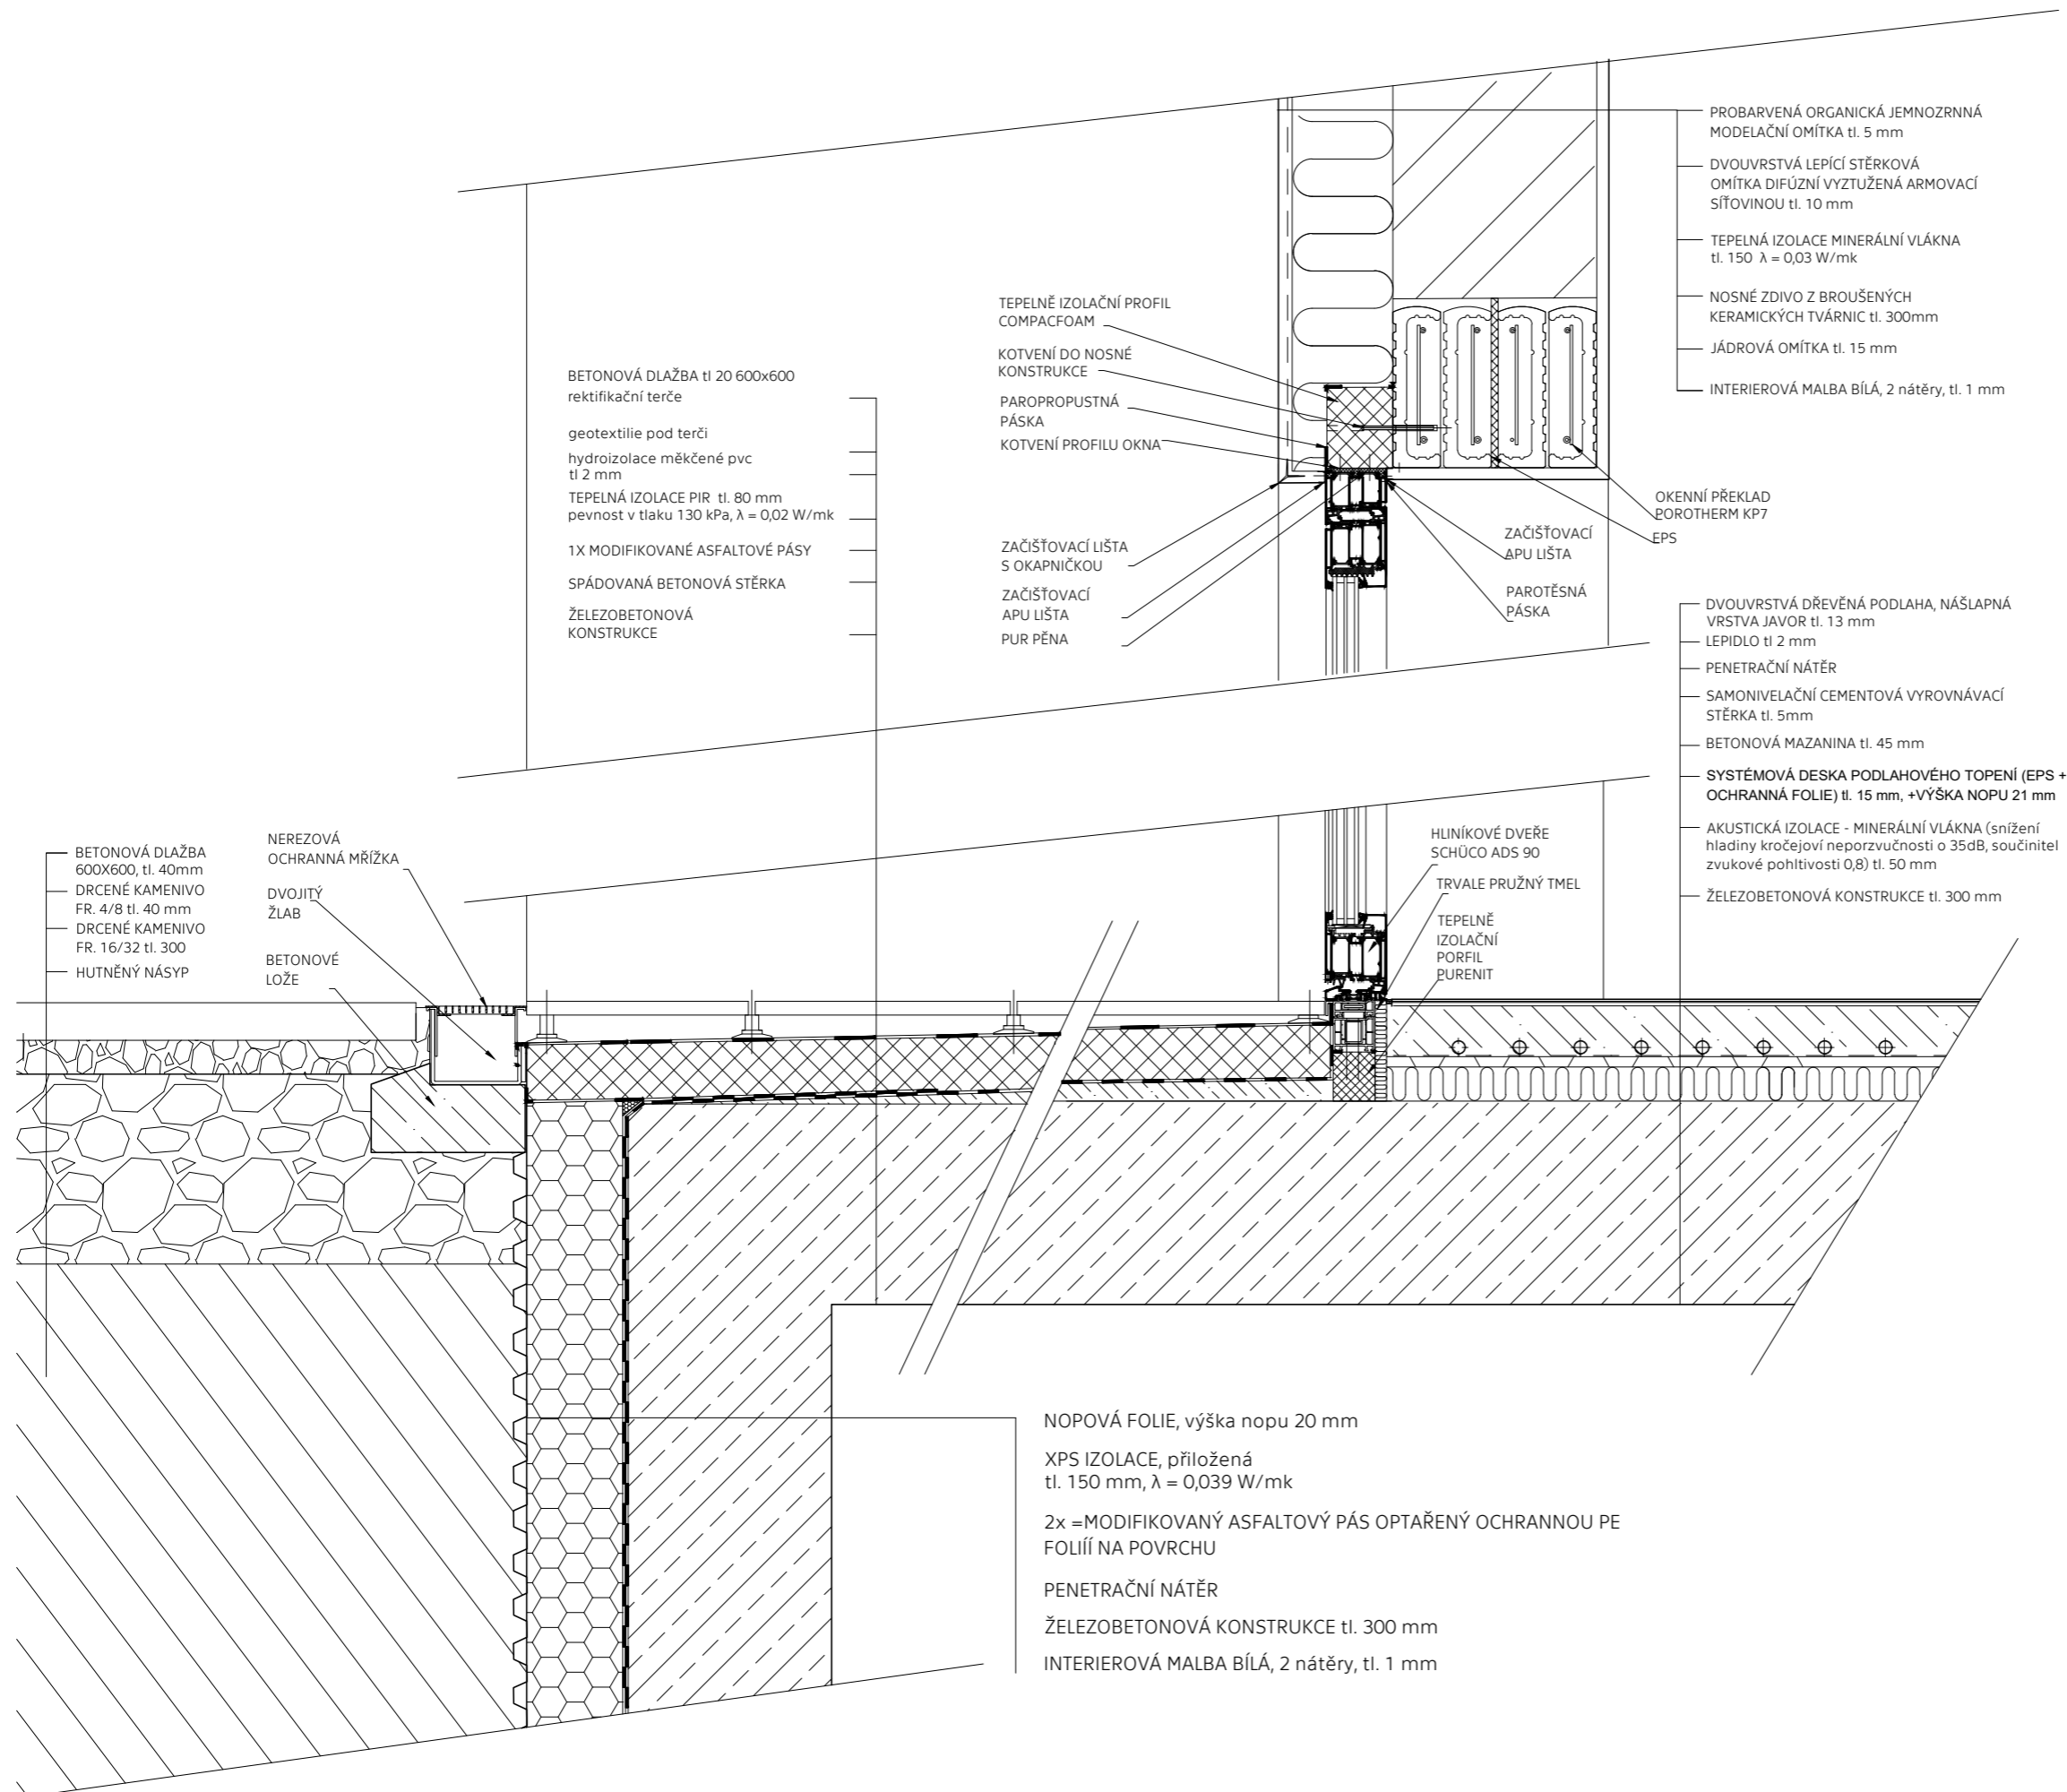 PROBARVENÁ ORGANICKÁ JEMNOZRNNÁ
MODELAČNÍ OMÍTKA tl. 5 mm
DVOUVRSTVÁ LEPÍCÍ STĚRKOVÁ
OMÍTKA DIFÚZNÍ VYZTUŽENÁ ARMOVACÍ
SÍŤOVINOU tl. 10 mm
TEPELNÁ IZOLACE MINERÁLNÍ VLÁKNA
tl. 150 λ = 0,03 W/mk
NOSNÉ ZDIVO Z BROUŠENÝCH
KERAMICKÝCH TVÁRNIC tl. 300mm
JÁDROVÁ OMÍTKA tl. 15 mm
INTERIEROVÁ MALBA BÍLÁ, 2 nátěry, tl. 1 mm
TEPELNĚ IZOLAČNÍ PROFIL
COMPACFOAM
KOTVENÍ DO NOSNÉ
KONSTRUKCE
PAROPROPUSTNÁ
PÁSKA
KOTVENÍ PROFILU OKNA
ZAČIŠŤOVACÍ LIŠTA
S OKAPNIČKOU
ZAČIŠŤOVACÍ
APU LIŠTA
PUR PĚNA
OKENNÍ PŘEKLAD
POROTHERM KP7
EPS
ZAČIŠŤOVACÍ
APU LIŠTA
PAROTĚSNÁ
PÁSKA
BETONOVÁ DLAŽBA tl 20 600x600
rektifikační terče
geotextilie pod terči
hydroizolace měkčené pvc
tl 2 mm
TEPELNÁ IZOLACE PIR tl. 80 mm
pevnost v tlaku 130 kPa, λ = 0,02 W/mk
1X MODIFIKOVANÉ ASFALTOVÉ PÁSY
SPÁDOVANÁ BETONOVÁ STĚRKA
ŽELEZOBETONOVÁ
KONSTRUKCE
DVOUVRSTVÁ DŘEVĚNÁ PODLAHA, NÁŠLAPNÁ
VRSTVA JAVOR tl. 13 mm
LEPIDLO tl 2 mm
PENETRAČNÍ NÁTĚR
SAMONIVELAČNÍ CEMENTOVÁ VYROVNÁVACÍ
STĚRKA tl. 5mm
BETONOVÁ MAZANINA tl. 45 mm
SYSTÉMOVÁ DESKA PODLAHOVÉHO TOPENÍ (EPS +
OCHRANNÁ FOLIE) tl. 15 mm, +VÝŠKA NOPU 21 mm
AKUSTICKÁ IZOLACE - MINERÁLNÍ VLÁKNA (snížení
hladiny kročejoví neporzvučnosti o 35dB, součinitel
zvukové pohltivosti 0,8) tl. 50 mm
ŽELEZOBETONOVÁ KONSTRUKCE tl. 300 mm
BETONOVÁ DLAŽBA
600X600, tl. 40mm
DRCENÉ KAMENIVO
FR. 4/8 tl. 40 mm
DRCENÉ KAMENIVO
FR. 16/32 tl. 300
HUTNĚNÝ NÁSYP
NEREZOVÁ
OCHRANNÁ MŘÍŽKA
DVOJITÝ
ŽLAB
BETONOVÉ
LOŽE
HLINÍKOVÉ DVEŘE
SCHÜCO ADS 90
TRVALE PRUŽNÝ TMEL
TEPELNĚ
IZOLAČNÍ
PORFIL
PURENIT
NOPOVÁ FOLIE, výška nopu 20 mm
XPS IZOLACE, přiložená
tl. 150 mm, λ = 0,039 W/mk
2x =MODIFIKOVANÝ ASFALTOVÝ PÁS OPTAŘENÝ OCHRANNOU PE
FOLIÍÍ NA POVRCHU
PENETRAČNÍ NÁTĚR
ŽELEZOBETONOVÁ KONSTRUKCE tl. 300 mm
INTERIEROVÁ MALBA BÍLÁ, 2 nátěry, tl. 1 mm